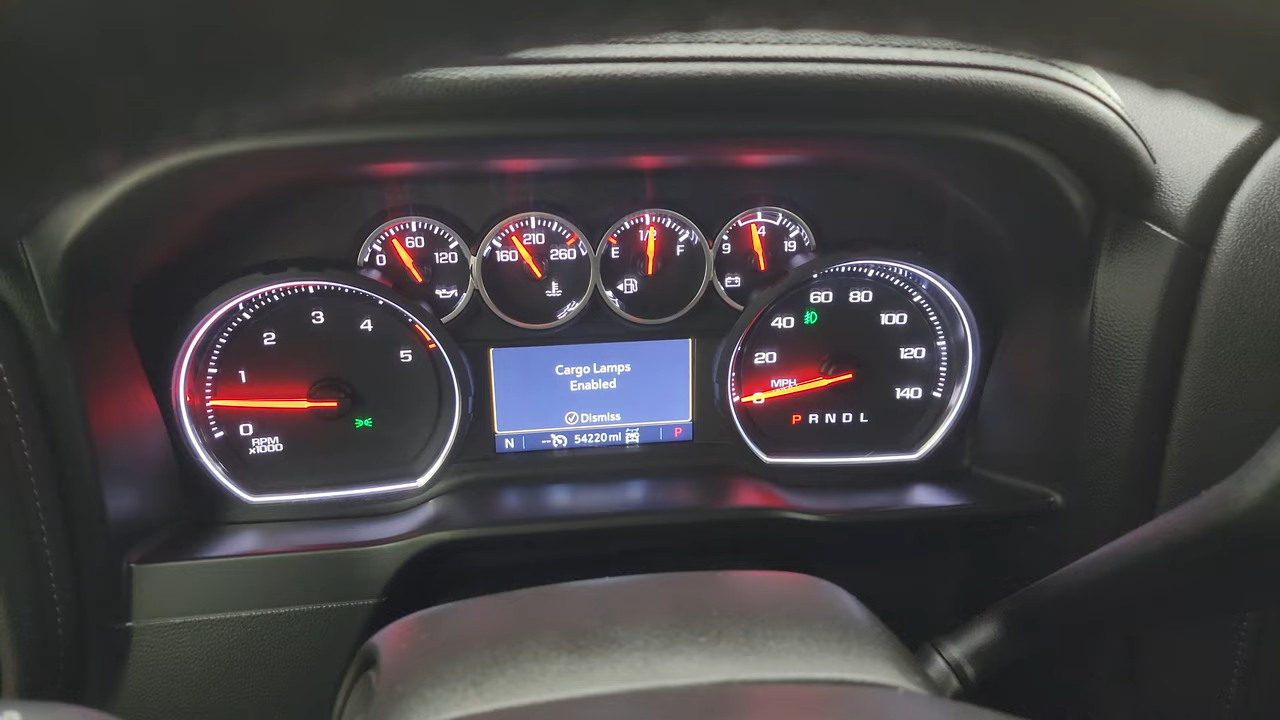 0 60 120
160 210 260
E 1/2 F
9 19
0 1 2 3 4 5
RPM
x1000
Cargo Lamps
Enabled
Dismiss
N -- 54220 mi P
0 20 40 60 80 100 120 140
MPH
P R N D L